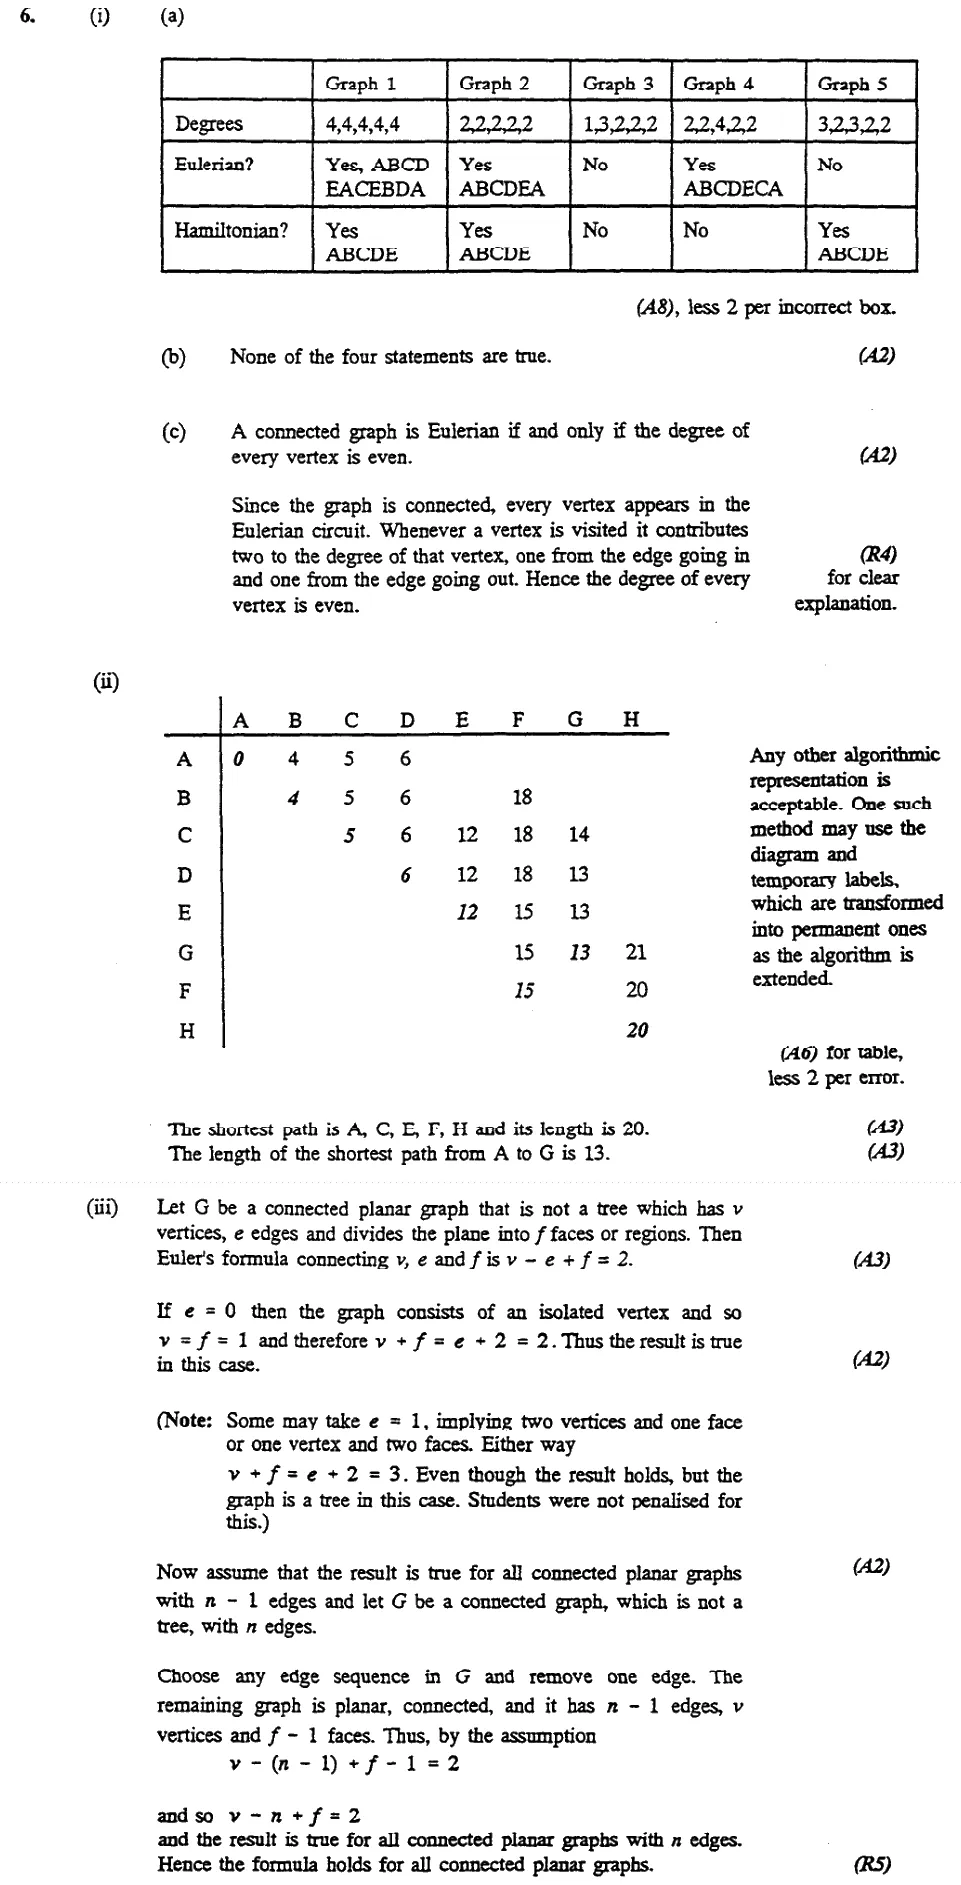 6. (i) (a)
Graph 1 Graph 2 Graph 3 Graph 4 Graph 5
Degrees 4,4,4,4,4 2,2,2,2,2 1,3,2,2,2 2,2,4,2,2 3,2,3,2,2
Eulerian? Yes, ABCD Yes No Yes No
EACEBDA ABCDEA ABCDECA
Hamiltonian? Yes Yes No No Yes
ABCDE ABCDE ABCDE
(A8), less 2 per incorrect box.
(b) None of the four statements are true. (A2)
(c) A connected graph is Eulerian if and only if the degree of
every vertex is even. (A2)
Since the graph is connected, every vertex appears in the
Eulerian circuit. Whenever a vertex is visited it contributes
two to the degree of that vertex, one from the edge going in (R4)
and one from the edge going out. Hence the degree of every for clear
vertex is even. explanation.
(ii)
A B C D E F G H
A 0 4 5 6 Any other algorithmic
representation is
B 4 5 6 18 acceptable. One such
C 5 6 12 18 14 method may use the
diagram and
D 6 12 18 13 temporary labels,
E 12 15 13 which are transformed
into permanent ones
G 15 13 21 as the algorithm is
extended.
F 15 20
H 20
(A6) for table,
less 2 per error.
The shortest path is A, C, E, F, H and its length is 20. (A3)
The length of the shortest path from A to G is 13. (A3)
(iii) Let G be a connected planar graph that is not a tree which has v
vertices, e edges and divides the plane into f faces or regions. Then
Euler's formula connecting v, e and f is v − e + f = 2. (A3)
If e = 0 then the graph consists of an isolated vertex and so
v = f = 1 and therefore v + f = e + 2 = 2. Thus the result is true
in this case. (A2)
(Note: Some may take e = 1, implying two vertices and one face
or one vertex and two faces. Either way
v + f = e + 2 = 3. Even though the result holds, but the
graph is a tree in this case. Students were not penalised for
this.)
Now assume that the result is true for all connected planar graphs (A2)
with n − 1 edges and let G be a connected graph, which is not a
tree, with n edges.
Choose any edge sequence in G and remove one edge. The
remaining graph is planar, connected, and it has n − 1 edges, v
vertices and f − 1 faces. Thus, by the assumption
v − (n − 1) + f − 1 = 2
and so v − n + f = 2
and the result is true for all connected planar graphs with n edges.
Hence the formula holds for all connected planar graphs. (R5)